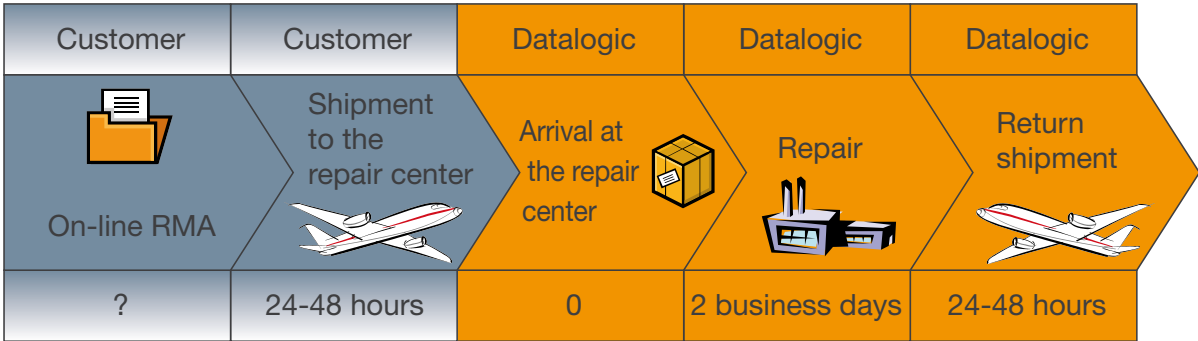 Customer
Customer
Datalogic
Datalogic
Datalogic
On-line RMA
Shipment
to the
repair center
Arrival at
the repair
center
Repair
Return
shipment
?
24-48 hours
0
2 business days
24-48 hours